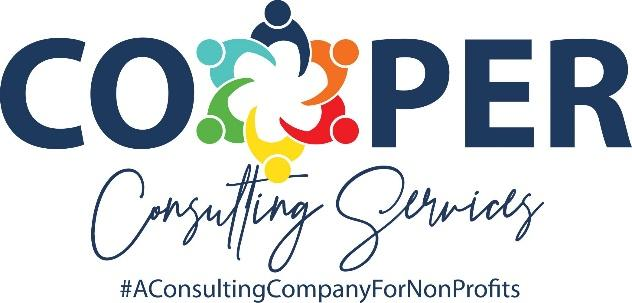 COOPER
Consulting Services
#AConsultingCompanyForNonProfits